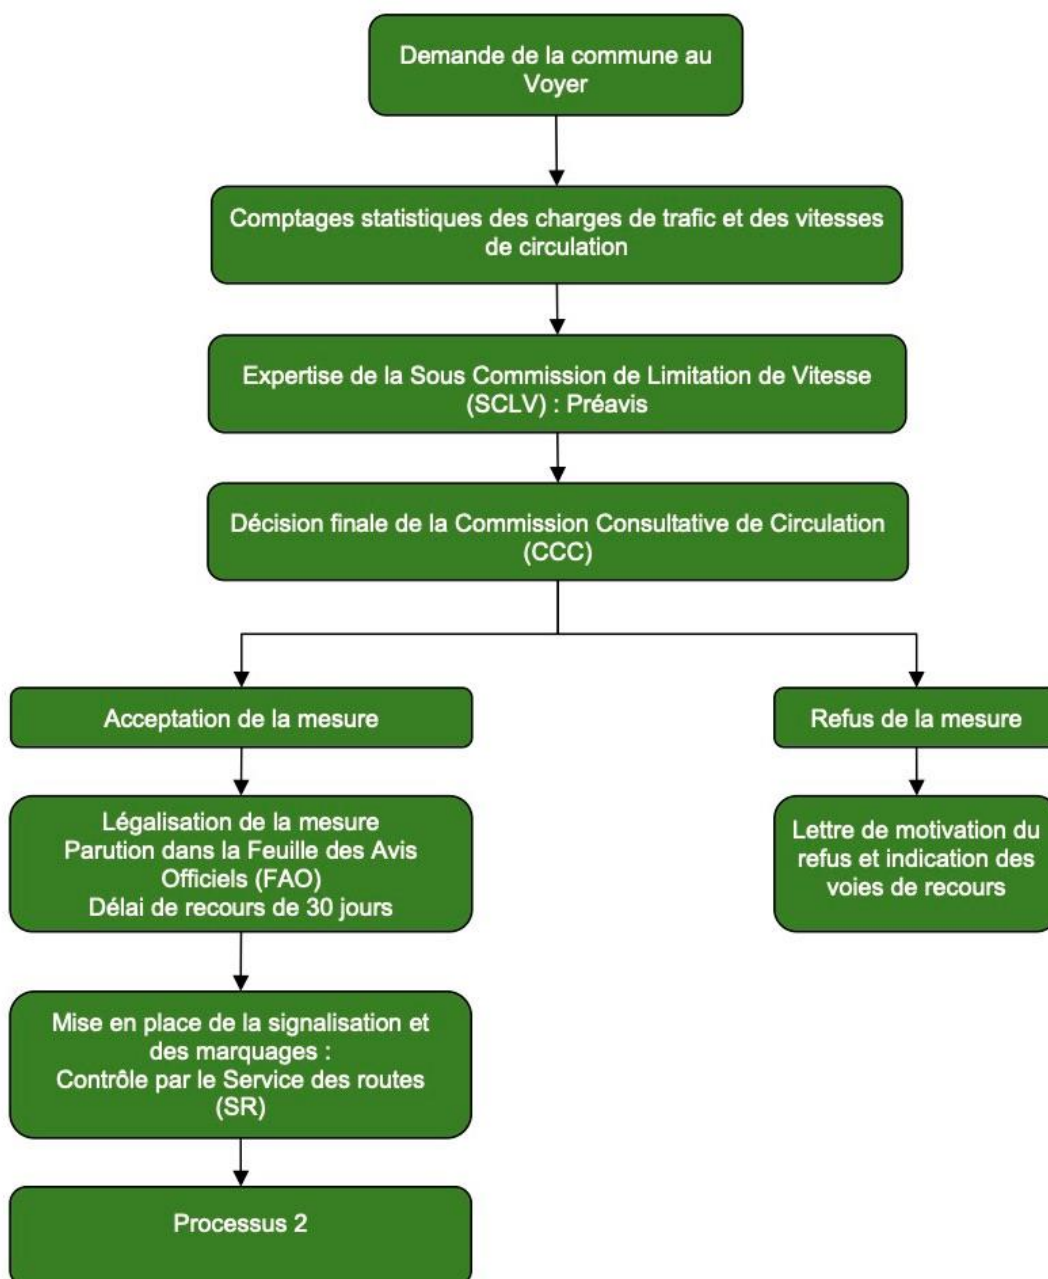 Demande de la commune au
Voyer
Comptages statistiques des charges de trafic et des vitesses
de circulation
Expertise de la Sous Commission de Limitation de Vitesse
(SCLV) : Préavis
Décision finale de la Commission Consultative de Circulation
(CCC)
Acceptation de la mesure
Refus de la mesure
Légalisation de la mesure
Parution dans la Feuille des Avis
Officiels (FAO)
Délai de recours de 30 jours
Lettre de motivation du
refus et indication des
voies de recours
Mise en place de la signalisation et
des marquages :
Contrôle par le Service des routes
(SR)
Processus 2